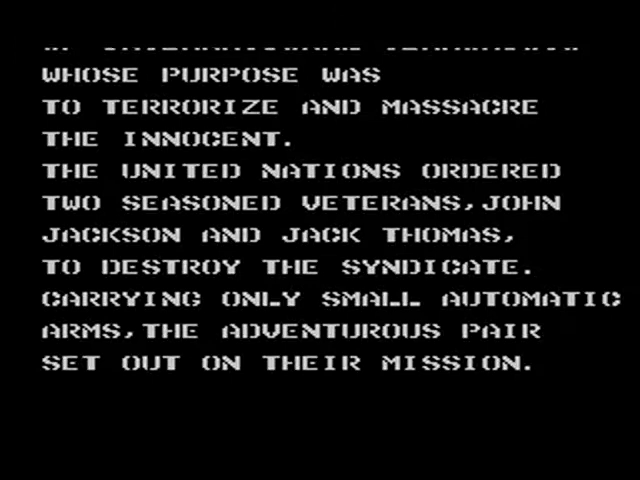 WHOSE PURPOSE WAS
TO TERRORIZE AND MASSACRE
THE INNOCENT.
THE UNITED NATIONS ORDERED
TWO SEASONED VETERANS,JOHN
JACKSON AND JACK THOMAS,
TO DESTROY THE SYNDICATE.
CARRYING ONLY SMALL AUTOMATIC
ARMS,THE ADVENTUROUS PAIR
SET OUT ON THEIR MISSION.